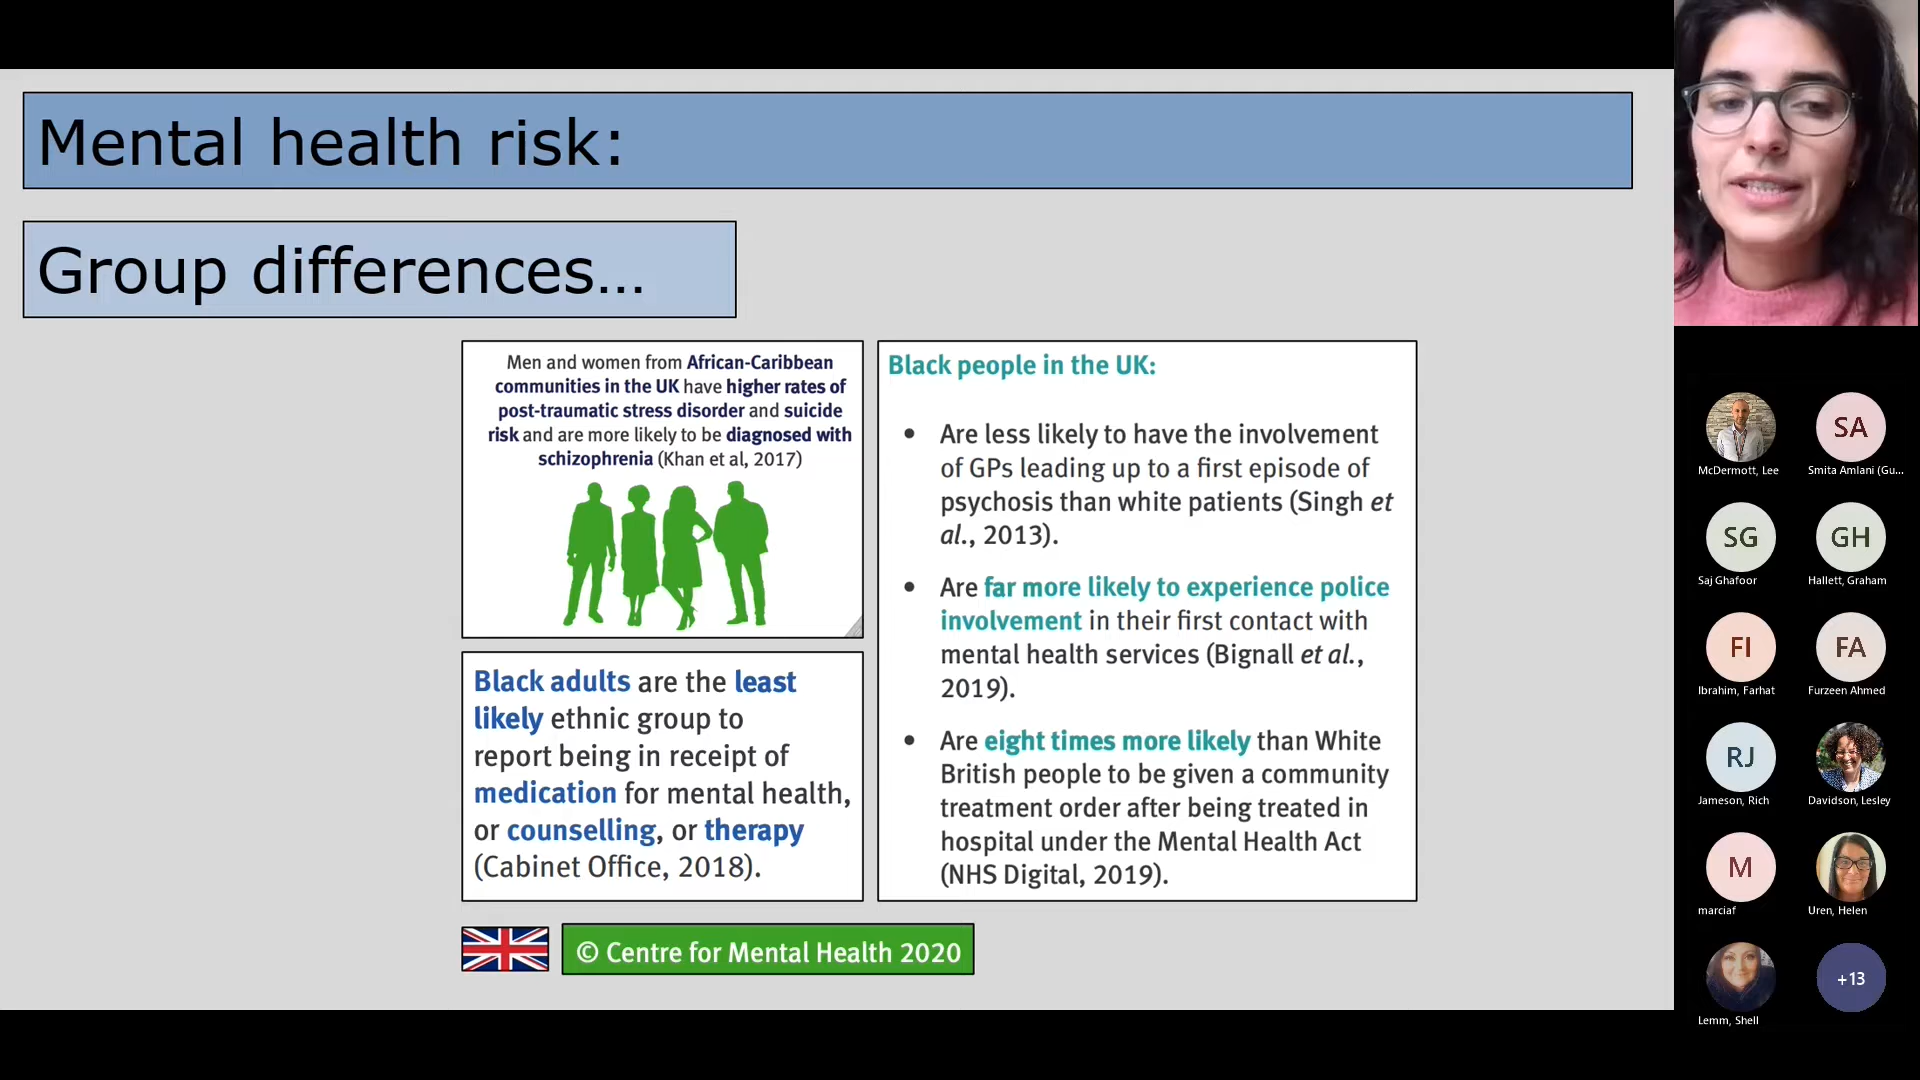 Mental health risk:
Group differences...
Men and women from African-Caribbean
communities in the UK have higher rates of
post-traumatic stress disorder and suicide
risk and are more likely to be diagnosed with
schizophrenia (Khan et al, 2017)
Black adults are the least
likely ethnic group to
report being in receipt of
medication for mental health,
or counselling, or therapy
(Cabinet Office, 2018).
Black people in the UK:
• Are less likely to have the involvement
of GPs leading up to a first episode of
psychosis than white patients (Singh et
al., 2013).
• Are far more likely to experience police
involvement in their first contact with
mental health services (Bignall et al.,
2019).
• Are eight times more likely than White
British people to be given a community
treatment order after being treated in
hospital under the Mental Health Act
(NHS Digital, 2019).
© Centre for Mental Health 2020
McDermott, Lee
SA
Smita Amlani (Gu...
SG
Saj Ghafoor
GH
Hallett, Graham
FI
Ibrahim, Farhat
FA
Furzeen Ahmed
RJ
Jameson, Rich
Davidson, Lesley
M
marciaf
Uren, Helen
Lemm, Shell
+13